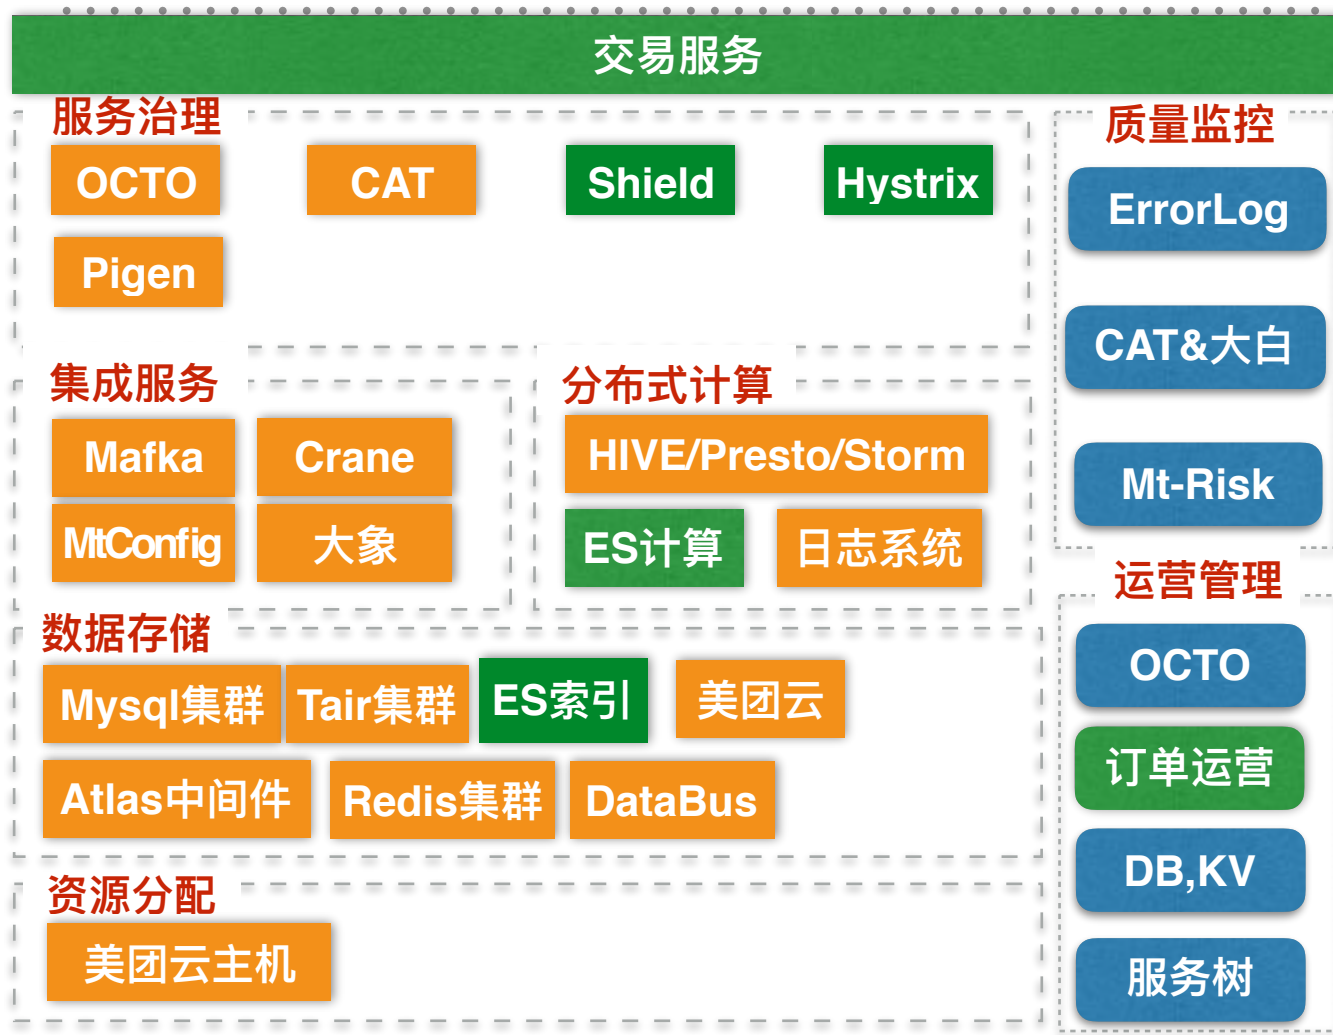 交易服务
服务治理
OCTO
CAT
Shield
Hystrix
Pigen
集成服务
Mafka
Crane
MtConfig
大象
分布式计算
HIVE/Presto/Storm
ES计算
日志系统
数据存储
Mysql集群
Tair集群
ES索引
美团云
Atlas中间件
Redis集群
DataBus
资源分配
美团云主机
质量监控
ErrorLog
CAT&大白
Mt-Risk
运营管理
OCTO
订单运营
DB,KV
服务树